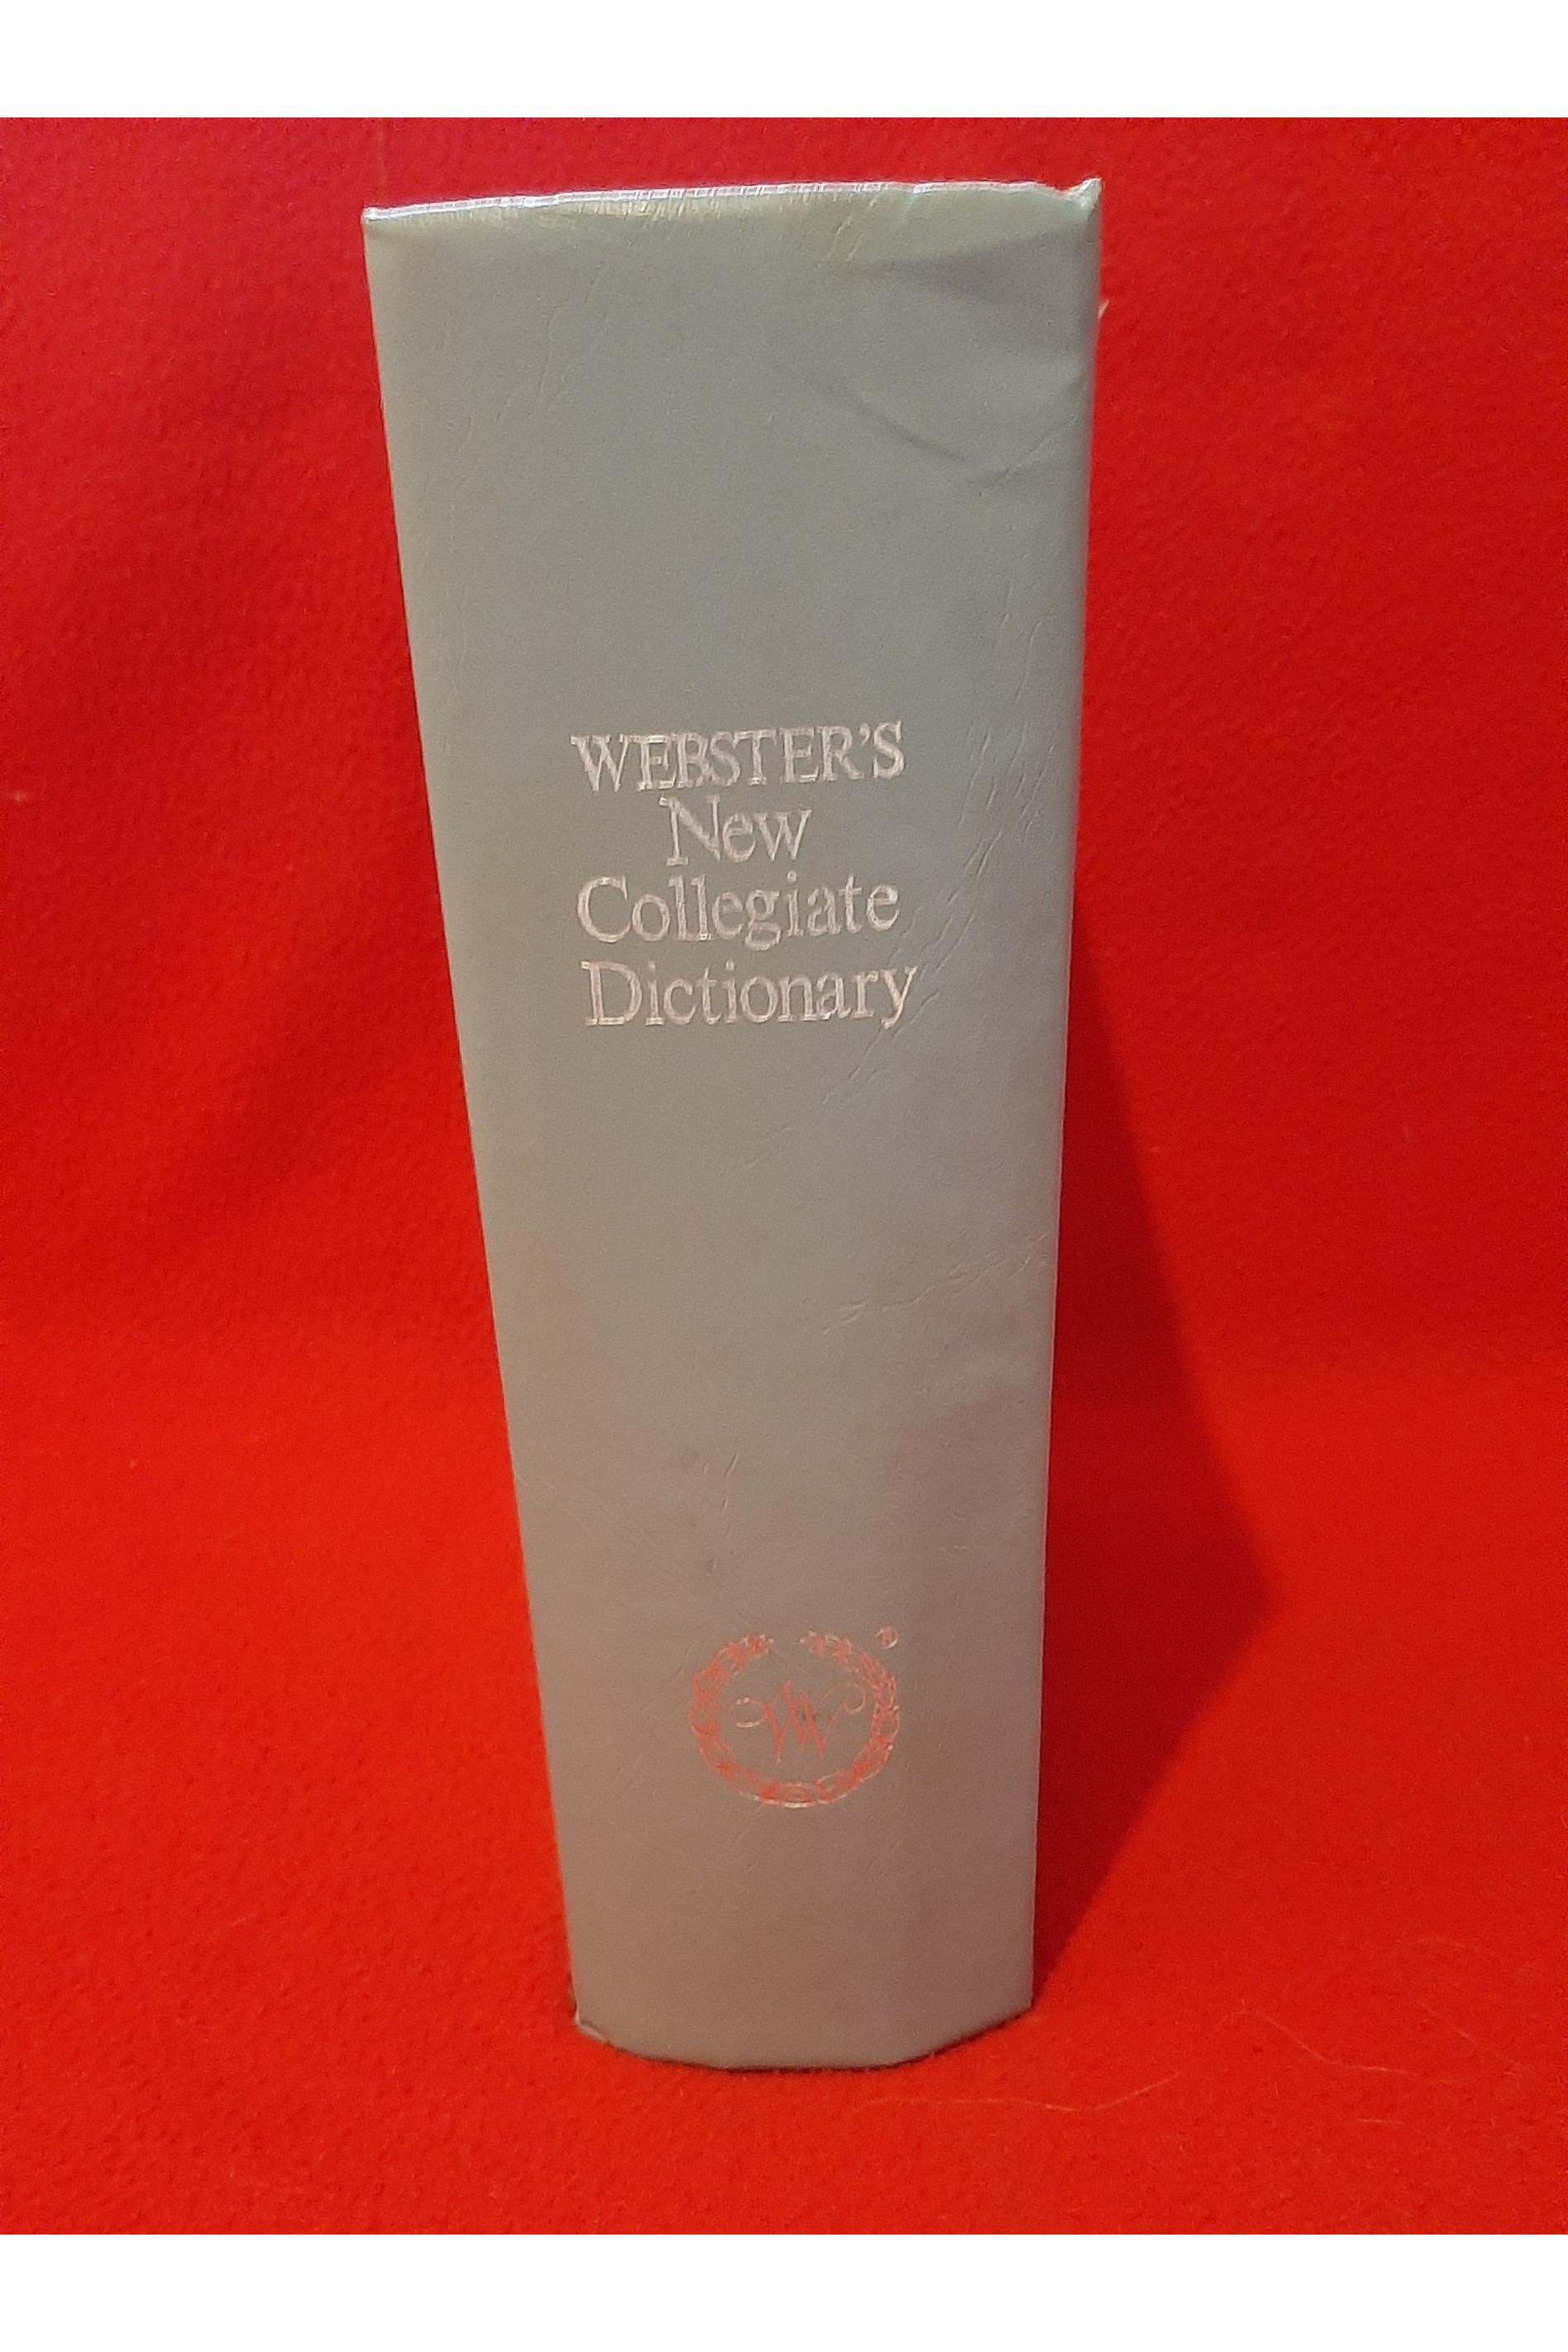 WEBSTER'S
New
Collegiate
Dictionary
W
®